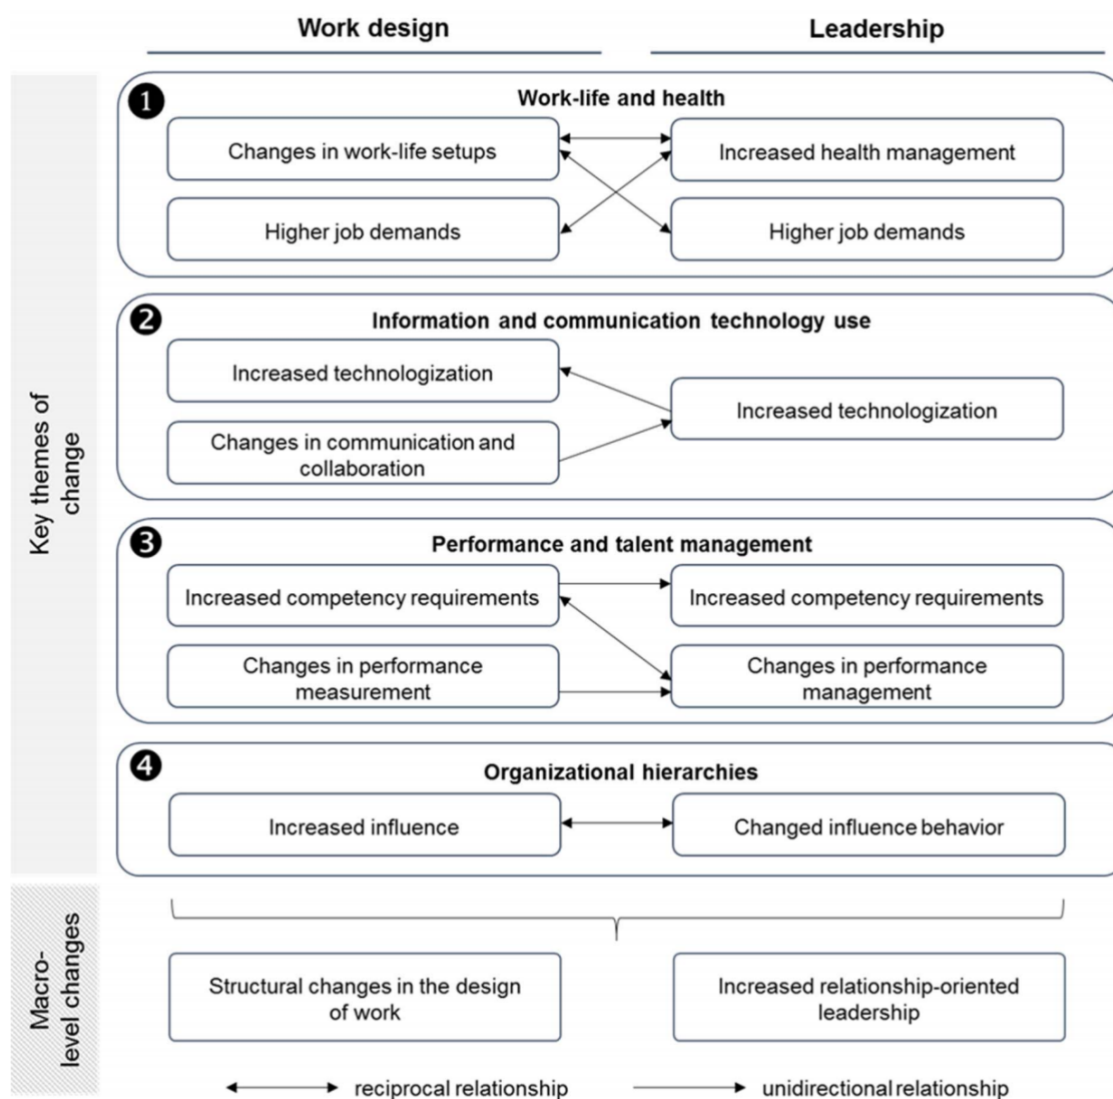 Work design
Leadership
Key themes of
change
❶
Work-life and health
Changes in work-life setups
Increased health management
Higher job demands
Higher job demands
❷
Information and communication technology use
Increased technologization
Increased technologization
Changes in communication and
collaboration
❸
Performance and talent management
Increased competency requirements
Increased competency requirements
Changes in performance
measurement
Changes in performance
management
❹
Organizational hierarchies
Increased influence
Changed influence behavior
Macro-
level changes
Structural changes in the design
of work
Increased relationship-oriented
leadership
reciprocal relationship
unidirectional relationship